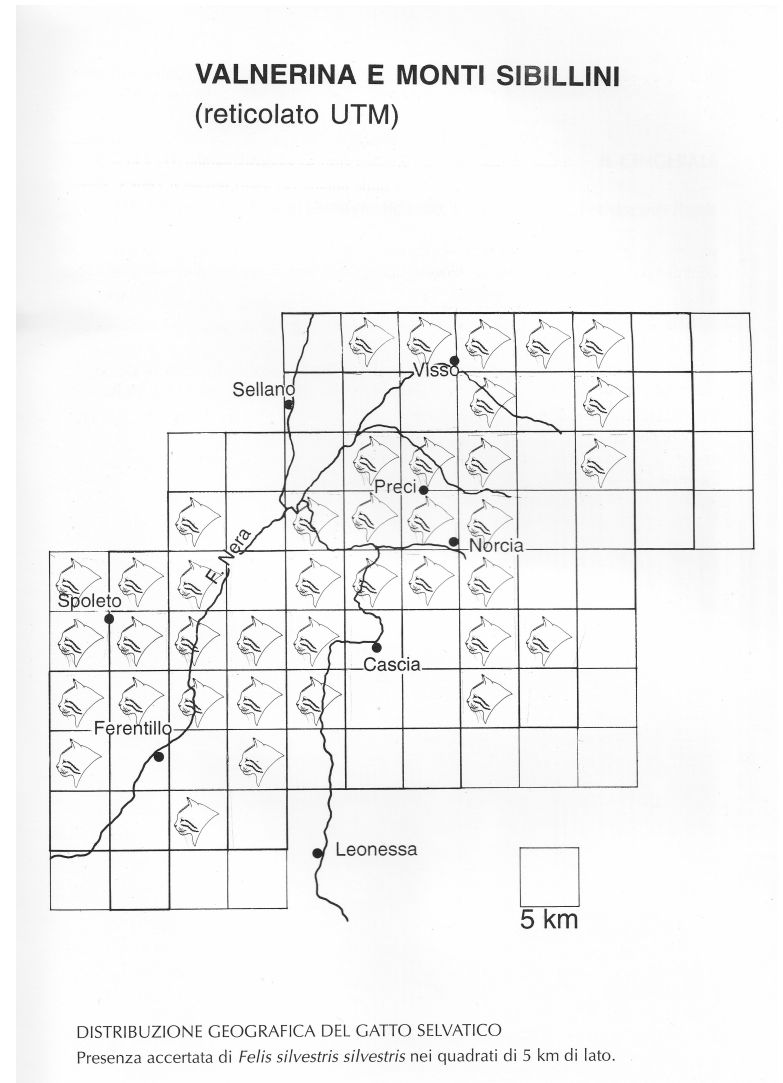 VALNERINA E MONTI SIBILLINI
(reticolato UTM)
Visso
Sellano
Preci
Norcia
F. Nera
Spoleto
Cascia
Ferentillo
Leonessa
5 km
DISTRIBUZIONE GEOGRAFICA DEL GATTO SELVATICO
Presenza accertata di Felis silvestris silvestris nei quadrati di 5 km di lato.